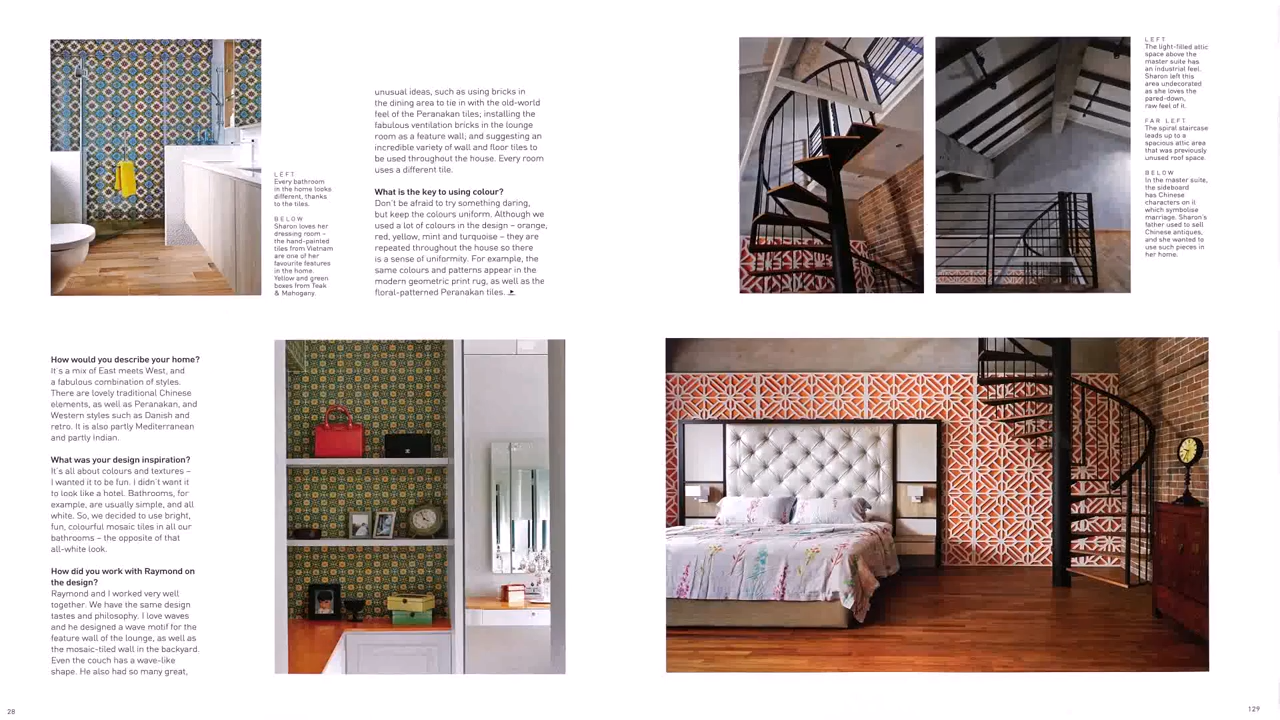 LEFT
Every bathroom
in the home looks
different, thanks
to the tiles.
BELOW
Sharon loves her
dressing room –
the hand-painted
tiles from Vietnam
are one of her
favourite features
in the home.
Yellow and green
boxes from Teak
& Mahogany.
How would you describe your home?
It's a mix of East meets West, and
a fabulous combination of styles.
There are lovely traditional Chinese
elements, as well as Peranakan, and
Western styles such as Danish and
retro. It is also partly Mediterranean
and partly Indian.
What was your design inspiration?
It's all about colours and textures –
I wanted it to be fun. I didn't want it
to look like a hotel. Bathrooms, for
example, are usually simple, and all
white. So, we decided to use bright,
fun, colourful mosaic tiles in all our
bathrooms – the opposite of that
all-white look.
How did you work with Raymond on
the design?
Raymond and I worked very well
together. We have the same design
tastes and philosophy. I love waves
and he designed a wave motif for the
feature wall of the lounge, as well as
the mosaic-tiled wall in the backyard.
Even the couch has a wave-like
shape. He also had so many great,
unusual ideas, such as using bricks in
the dining area to tie in with the old-world
feel of the Peranakan tiles; installing the
fabulous ventilation bricks in the lounge
room as a feature wall; and suggesting an
incredible variety of wall and floor tiles to
be used throughout the house. Every room
uses a different tile.
What is the key to using colour?
Don't be afraid to try something daring,
but keep the colours uniform. Although we
used a lot of colours in the design – orange,
red, yellow, mint and turquoise – they are
repeated throughout the house so there
is a sense of uniformity. For example, the
same colours and patterns appear in the
modern geometric print rug, as well as the
floral-patterned Peranakan tiles.
28
LEFT
The light-filled attic
space above the
master suite has
an industrial feel.
Sharon left this
area undecorated
as she loves the
pared-down,
raw feel of it.
FAR LEFT
The spiral staircase
leads up to a
spacious attic area
that was previously
unused roof space.
BELOW
In the master suite,
the sideboard
has Chinese
characters on it
which symbolise
marriage. Sharon's
father used to sell
Chinese antiques,
and she wanted to
use such pieces in
her home.
129